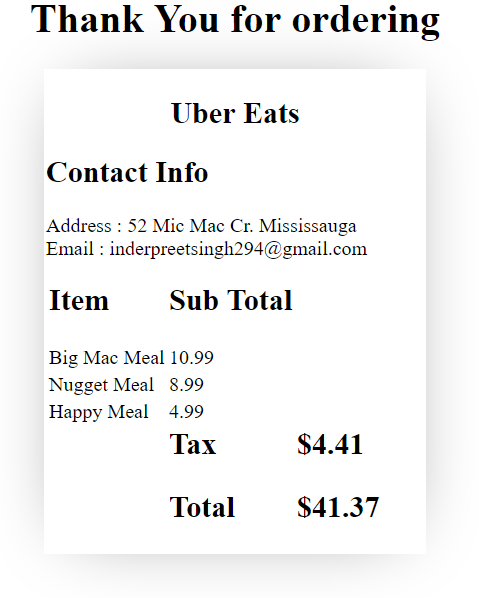 Thank You for ordering
Uber Eats
Contact Info
Address : 52 Mic Mac Cr. Mississauga
Email : inderpreetsingh294@gmail.com
Item Sub Total
Big Mac Meal 10.99
Nugget Meal 8.99
Happy Meal 4.99
Tax $4.41
Total $41.37